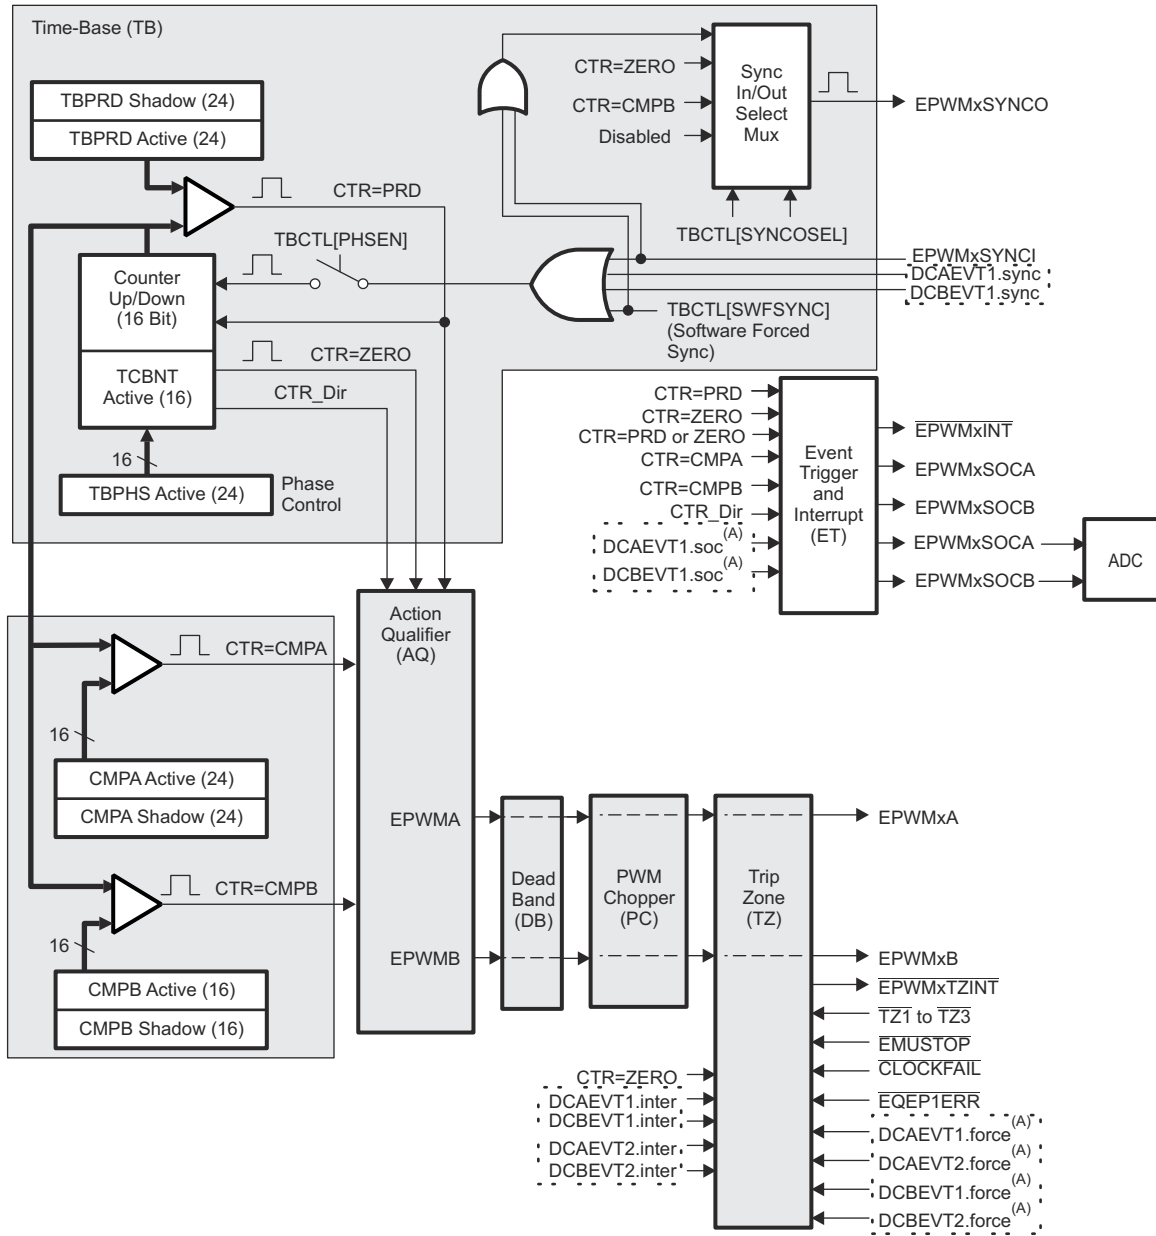 Time-Base (TB)
TBPRD Shadow (24)
TBPRD Active (24)
CTR=PRD
TBCTL[PHSEN]
Counter
Up/Down
(16 Bit)
TCBNT
Active (16)
CTR=ZERO
CTR_Dir
16
TBPHS Active (24)
Phase
Control
CTR=ZERO
CTR=CMPB
Disabled
Sync
In/Out
Select
Mux
EPWMxSYNCO
TBCTL[SYNCOSEL]
EPWMxSYNCI
DCAEVT1.sync
DCBEVT1.sync
TBCTL[SWFSYNC]
(Software Forced
Sync)
CTR=PRD
CTR=ZERO
CTR=PRD or ZERO
CTR=CMPA
CTR=CMPB
CTR_Dir
DCAEVT1.soc(A)
DCBEVT1.soc(A)
Event
Trigger
and
Interrupt
(ET)
EPWMxINT
EPWMxSOCA
EPWMxSOCB
EPWMxSOCA
EPWMxSOCB
ADC
Action
Qualifier
(AQ)
CTR=CMPA
16
CMPA Active (24)
CMPA Shadow (24)
CTR=CMPB
16
CMPB Active (16)
CMPB Shadow (16)
EPWMA
EPWMB
Dead
Band
(DB)
PWM
Chopper
(PC)
Trip
Zone
(TZ)
EPWMxA
EPWMxB
EPWMxTZINT
TZ1 to TZ3
EMUSTOP
CLOCKFAIL
EQEP1ERR
DCAEVT1.force(A)
DCAEVT2.force(A)
DCBEVT1.force(A)
DCBEVT2.force(A)
CTR=ZERO
DCAEVT1.inter
DCBEVT1.inter
DCAEVT2.inter
DCBEVT2.inter